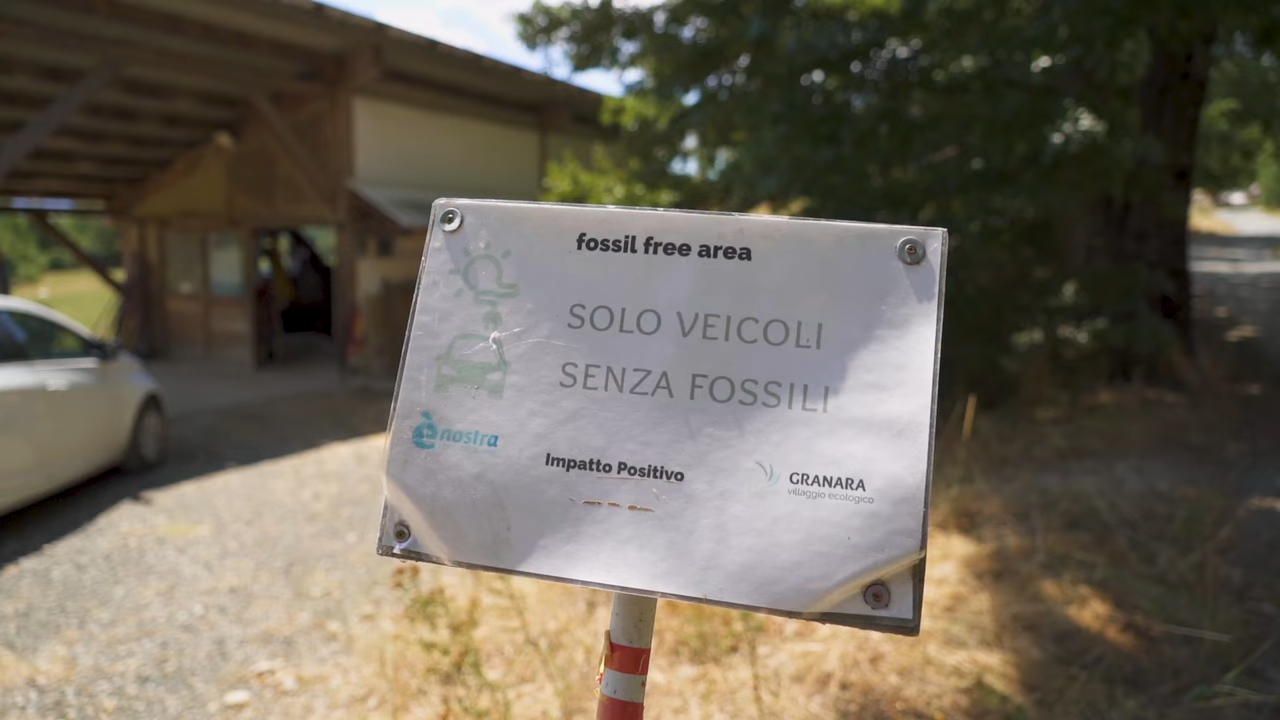 fossil free area
SOLO VEICOLI
SENZA FOSSILI
è nostra
Impatto Positivo
GRANARA
villaggio ecologico